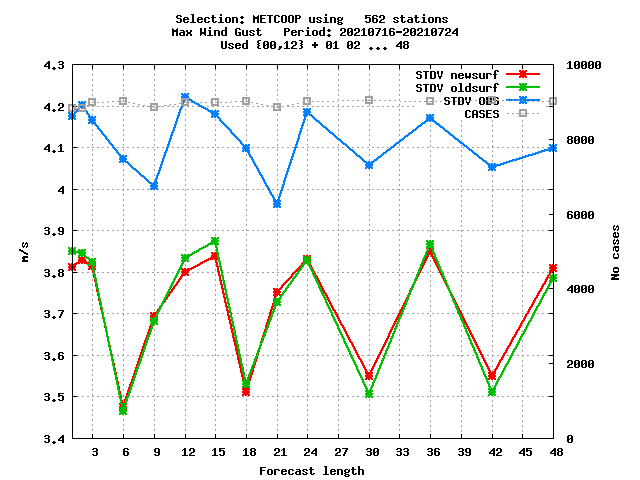 Selection: METCOOP using   562 stations
Max Wind Gust   Period: 20210716-20210724
Used {00,12} + 01 02 ... 48
4.3
4.2
4.1
4
3.9
3.8
3.7
3.6
3.5
3.4
m/s
10000
8000
6000
4000
2000
0
No cases
STDV newsurf
STDV oldsurf
STDV OBS
CASES
3 6 9 12 15 18 21 24 27 30 33 36 39 42 45 48
Forecast length